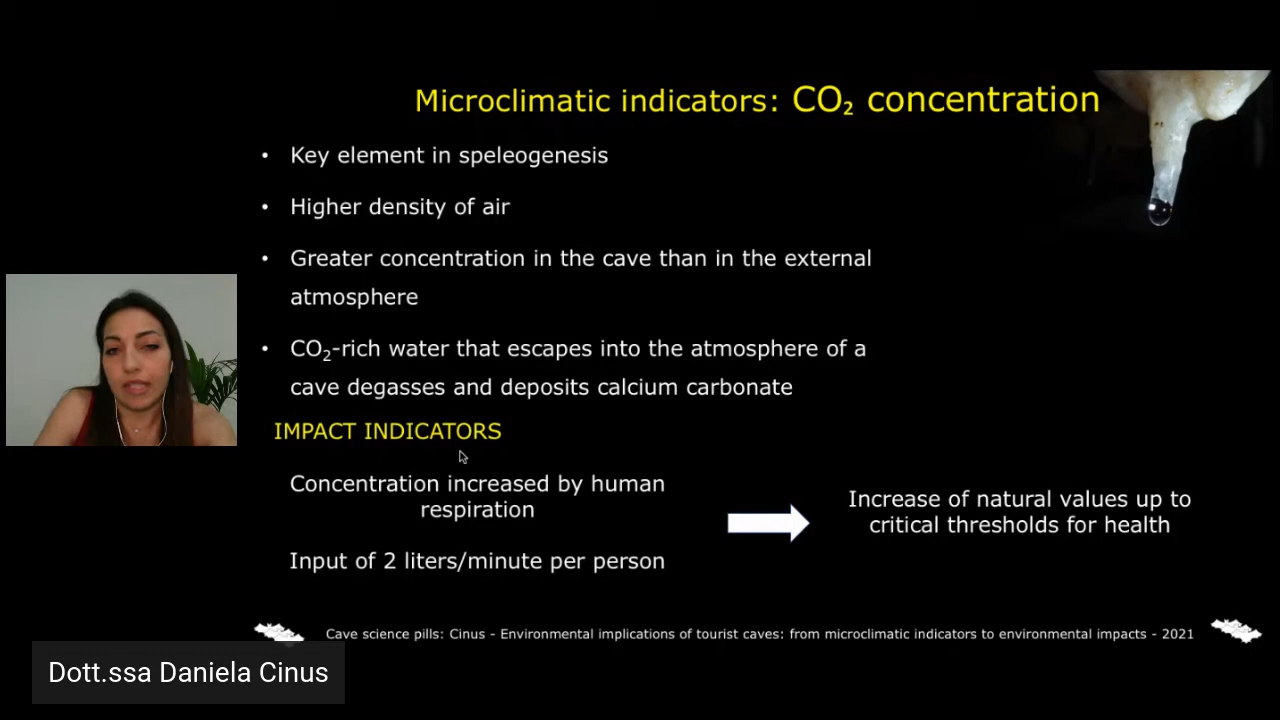 Microclimatic indicators: CO₂ concentration
• Key element in speleogenesis
• Higher density of air
• Greater concentration in the cave than in the external
atmosphere
• CO₂-rich water that escapes into the atmosphere of a
cave degasses and deposits calcium carbonate
IMPACT INDICATORS
Concentration increased by human
respiration
Input of 2 liters/minute per person
Increase of natural values up to
critical thresholds for health
Cave science pills: Cinus - Environmental implications of tourist caves: from microclimatic indicators to environmental impacts - 2021
Dott.ssa Daniela Cinus